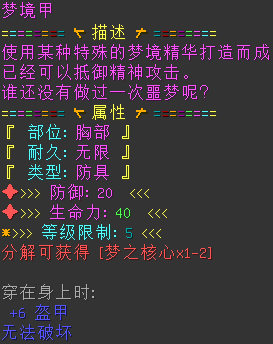 梦境甲
===== 描述 =====
使用某种特殊的梦境精华打造而成
已经可以抵御精神攻击。
谁还没有做过一次噩梦呢?
===== 属性 =====
『 部位: 胸部 』
『 耐久: 无限 』
『 类型: 防具 』
>>> 防御: 20 <<<
>>> 生命力: 40 <<<
>>> 等级限制: 5 <<<
分解可获得 [梦之核心x1-2]
穿在身上时:
+6 盔甲
无法破坏